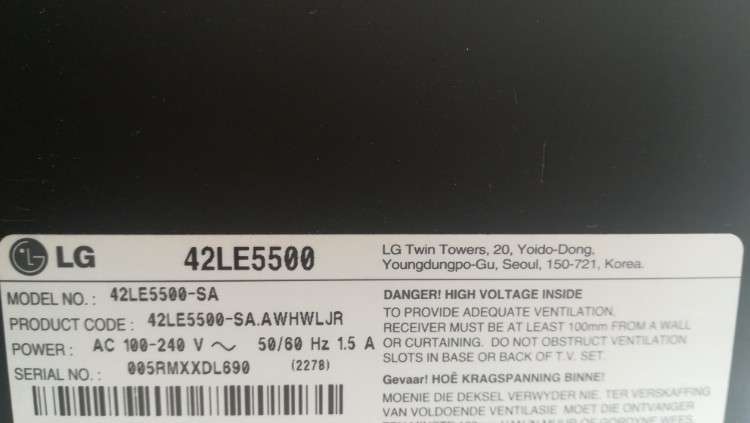 LG 42LE5500
LG Twin Towers, 20, Yoido-Dong,
Youngdungpo-Gu, Seoul, 150-721, Korea.
MODEL NO. : 42LE5500-SA
PRODUCT CODE : 42LE5500-SA.AWHWLJR
POWER : AC 100-240 V ~ 50/60 Hz 1.5 A
SERIAL NO. : 005RMXXDL690 (2278)
DANGER! HIGH VOLTAGE INSIDE
TO PROVIDE ADEQUATE VENTILATION,
RECEIVER MUST BE AT LEAST 100mm FROM A WALL
OR CURTAINING. DO NOT OBSTRUCT VENTILATION
SLOTS IN BASE OR BACK OF T.V. SET.
Gevaar! HOË KRAGSPANNING BINNE!
MOENIE DIE DEKSEL VERWYDER NIE. TER VERSKAFFING
VAN VOLDOENDE VENTILASIE MOET DIE ONTVANGER